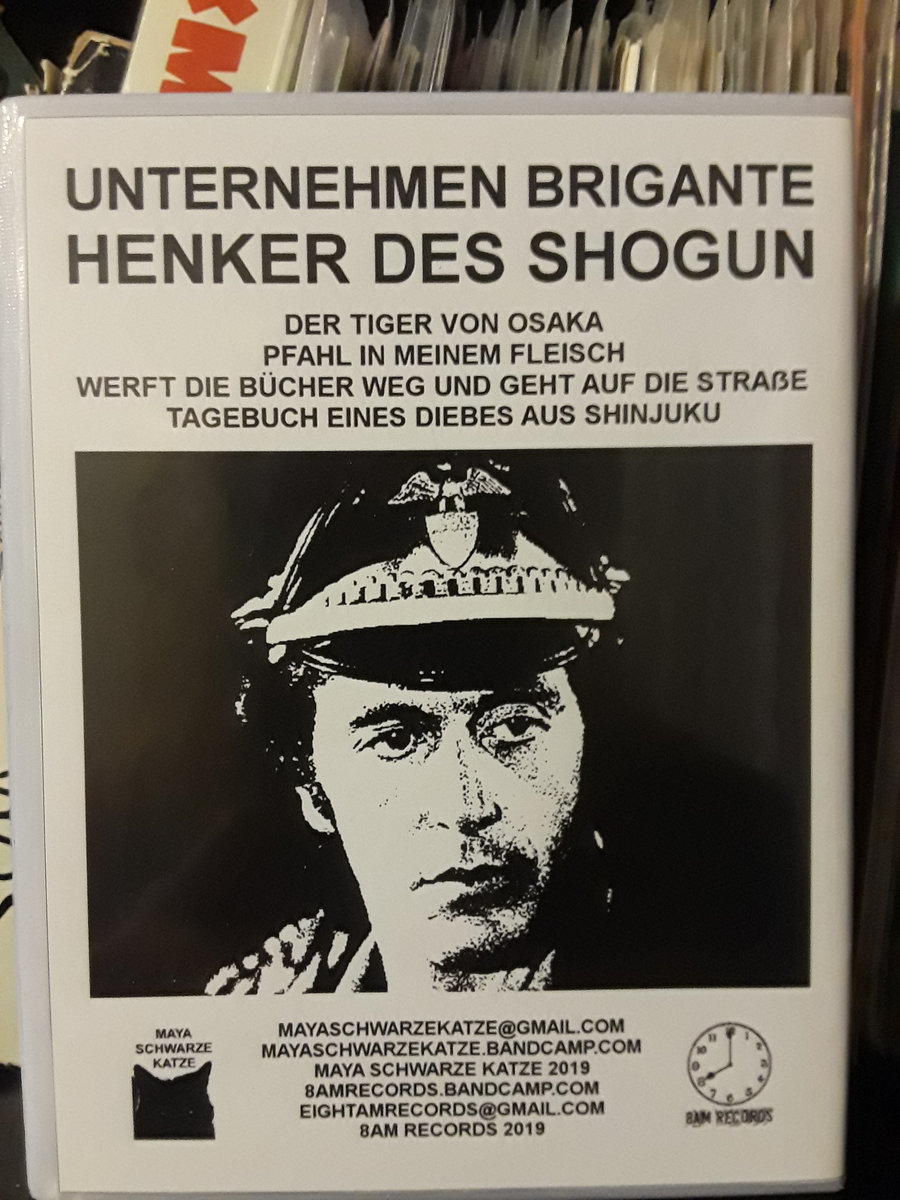 UNTERNEHMEN BRIGANTE
HENKER DES SHOGUN
DER TIGER VON OSAKA
PFAHL IN MEINEM FLEISCH
WERFT DIE BÜCHER WEG UND GEHT AUF DIE STRAßE
TAGEBUCH EINES DIEBES AUS SHINJUKU
MAYA
SCHWARZE
KATZE
MAYASCHWARZEKATZE@GMAIL.COM
MAYASCHWARZEKATZE.BANDCAMP.COM
MAYA SCHWARZE KATZE 2019
8AMRECORDS.BANDCAMP.COM
EIGHTAMRECORDS@GMAIL.COM
8AM RECORDS 2019
8AM RECORDS